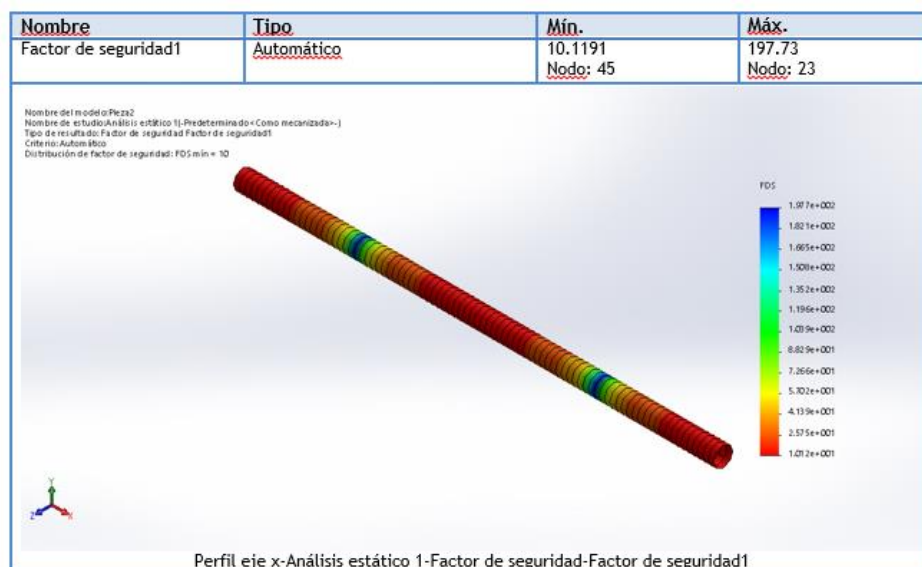 Nombre Tipo Mín. Máx.
Factor de seguridad1 Automático 10.1191 197.73
Nodo: 45 Nodo: 23
Nombre del modelo:Pieza2
Nombre de estudio:Análisis estático 1(-Predeterminado<Como mecanizada>-)
Tipo de resultado: Factor de seguridad Factor de seguridad1
Criterio: Automático
Distribución de factor de seguridad: FDS mín = 10
FDS
1.977e+002
1.821e+002
1.665e+002
1.508e+002
1.352e+002
1.196e+002
1.039e+002
8.829e+001
7.266e+001
5.702e+001
4.139e+001
2.575e+001
1.012e+001
Y
Z
X
Perfil eje x-Análisis estático 1-Factor de seguridad-Factor de seguridad1